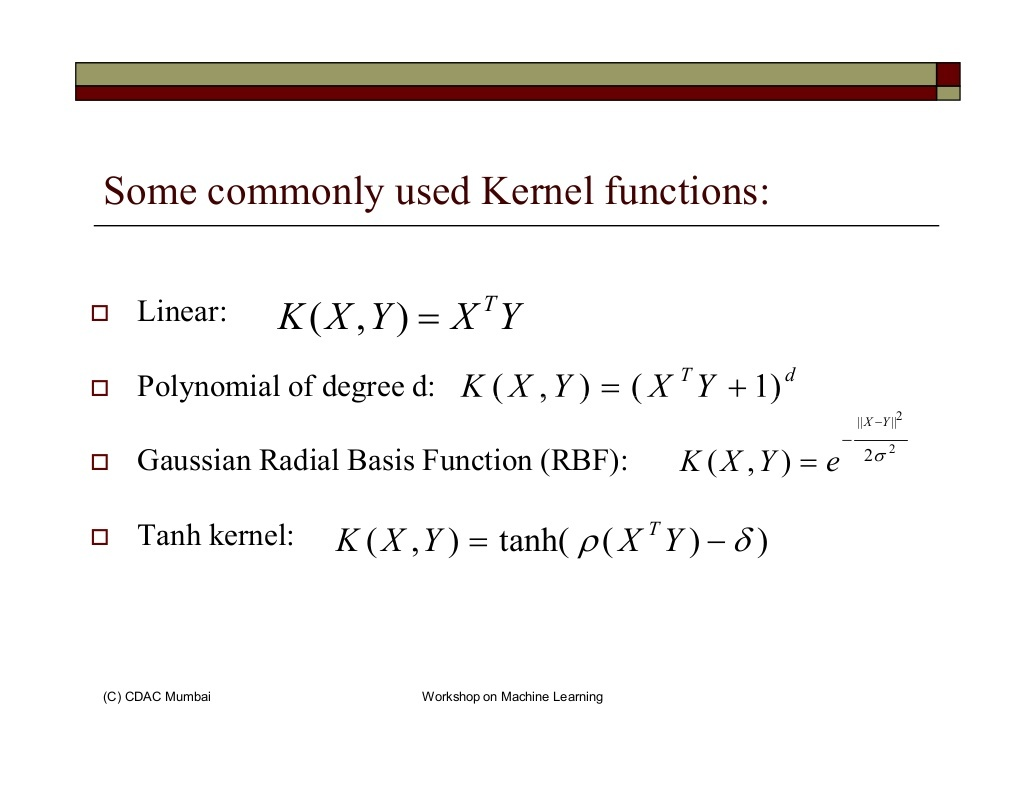 Some commonly used Kernel functions:
Linear: K(X,Y) = X^T Y
Polynomial of degree d: K(X,Y) = (X^T Y + 1)^d
Gaussian Radial Basis Function (RBF): K(X,Y) = e^{-\frac{||X-Y||^2}{2σ^2}}
Tanh kernel: K(X,Y) = tanh(ρ(X^T Y) − δ)
(C) CDAC Mumbai Workshop on Machine Learning